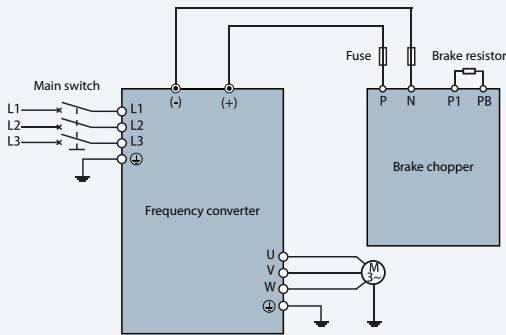 Fuse
Brake resistor
Main switch
(-)
(+)
P
N
P1
PB
L1
L1
L2
L2
L3
L3
Brake chopper
Frequency converter
U
V
W
M
3~